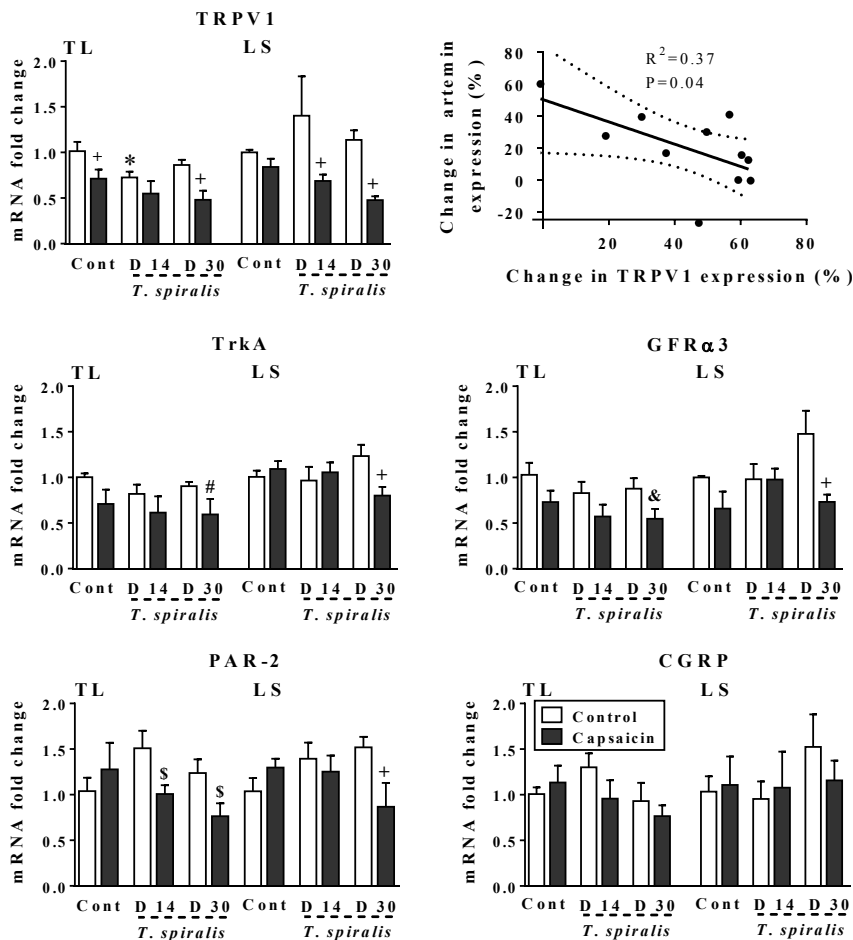 TRPV1
TL LS
mRNA fold change
2.0
1.5
1.0
0.5
0.0
+ * + + +
Cont D 14 D 30 Cont D 14 D 30
T. spiralis T. spiralis
R²=0.37
P=0.04
Change in artemin
expression (%)
80
60
40
20
0
-20
20 40 60 80
Change in TRPV1 expression (%)
TrkA
TL LS
mRNA fold change
2.0
1.5
1.0
0.5
0.0
# +
Cont D 14 D 30 Cont D 14 D 30
T. spiralis T. spiralis
GFRα3
TL LS
mRNA fold change
2.0
1.5
1.0
0.5
0.0
& +
Cont D 14 D 30 Cont D 14 D 30
T. spiralis T. spiralis
PAR-2
TL LS
mRNA fold change
2.0
1.5
1.0
0.5
0.0
$ $ +
Cont D 14 D 30 Cont D 14 D 30
T. spiralis T. spiralis
CGRP
TL LS
mRNA fold change
2.0
1.5
1.0
0.5
0.0
Control
Capsaicin
Cont D 14 D 30 Cont D 14 D 30
T. spiralis T. spiralis